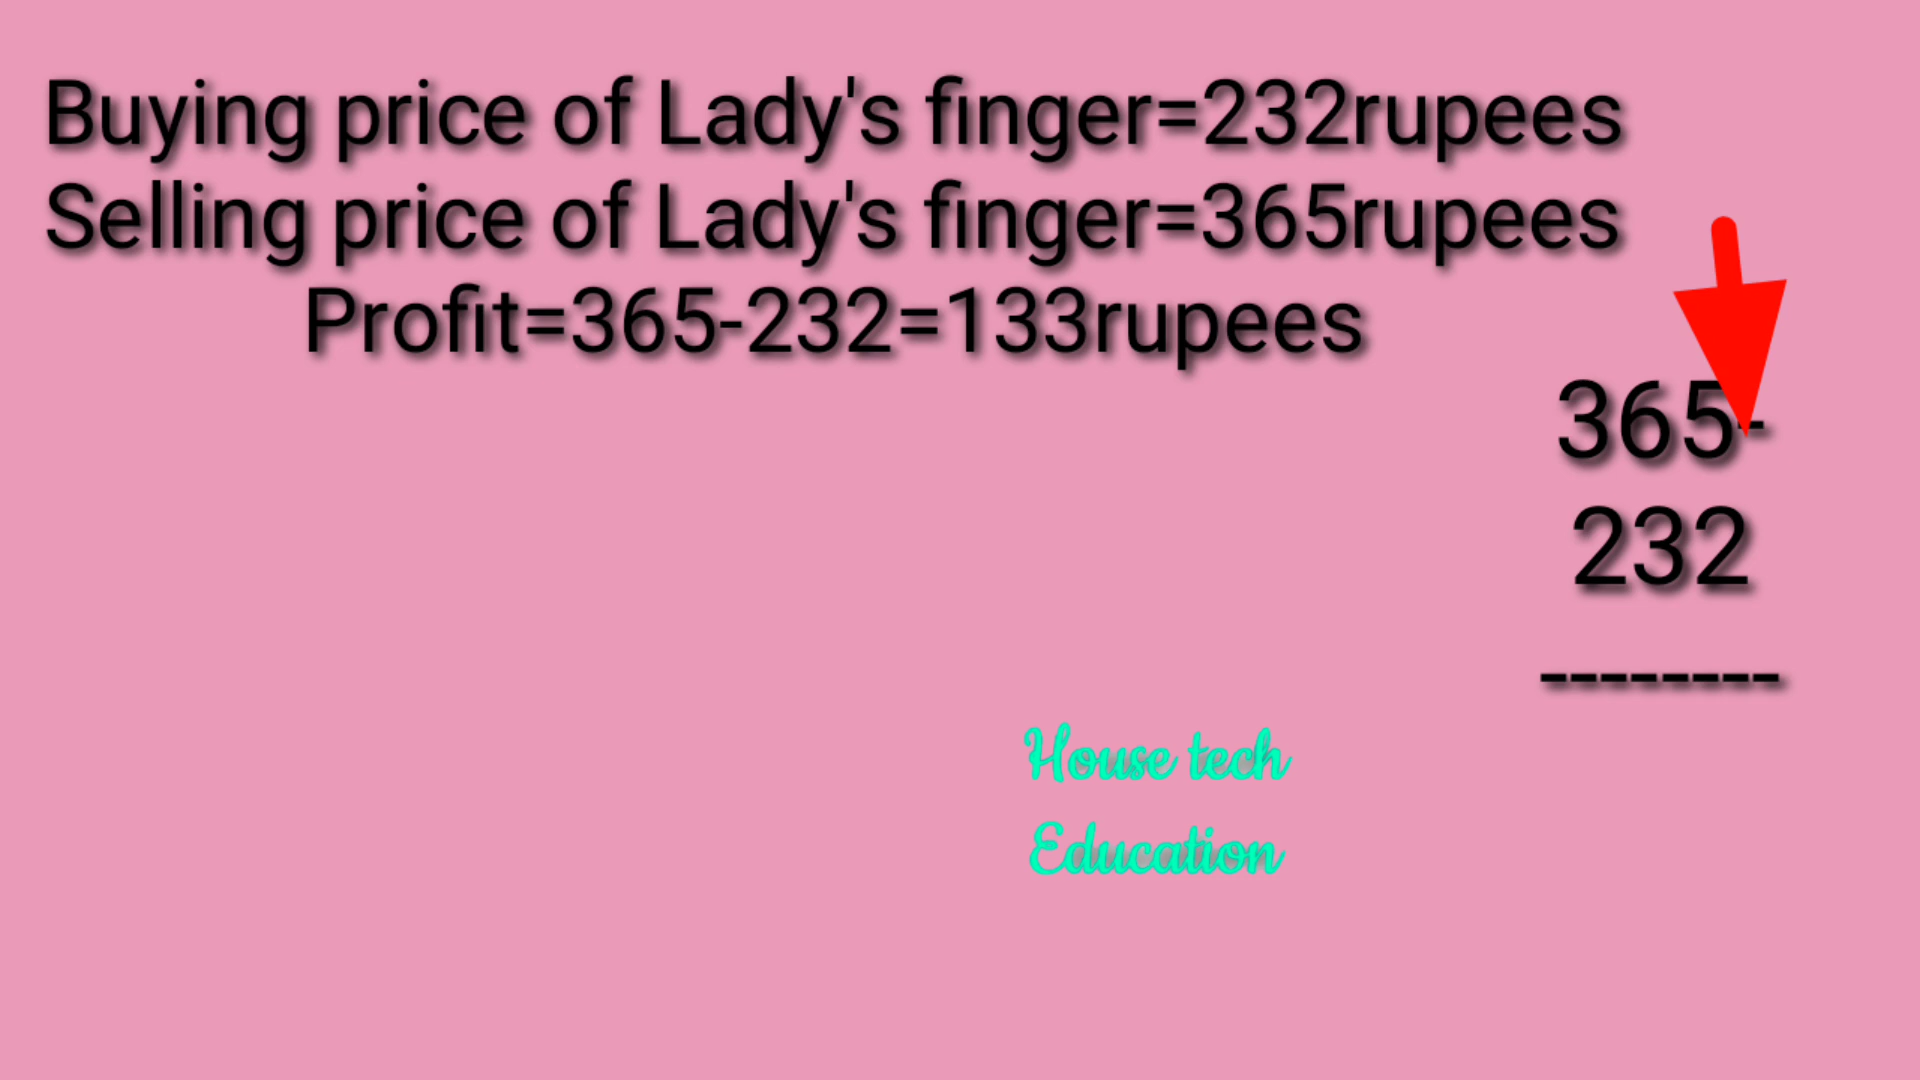 Buying price of Lady's finger=232rupees
Selling price of Lady's finger=365rupees
Profit=365-232=133rupees
365-
232
--------
House tech
Education